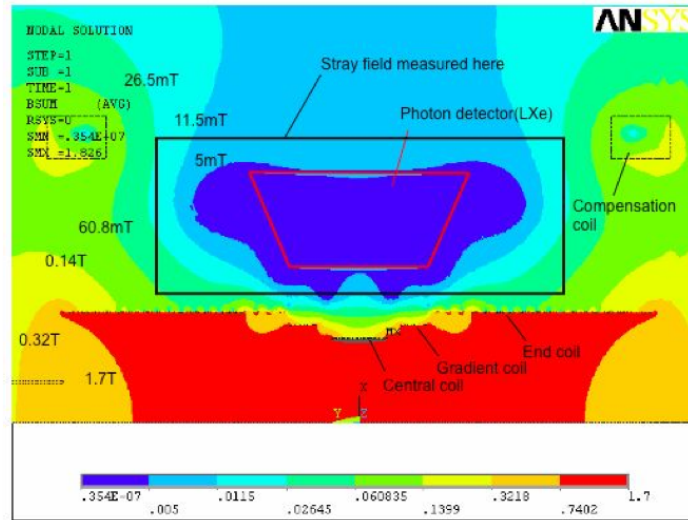 ANSYS
NODAL SOLUTION
STEP=1
SUB =1
TIME=1
BSUM (AVG)
RSYS=0
SMN =.354E-07
SMX =1.826
26.5mT
Stray field measured here
11.5mT
Photon detector(LXe)
5mT
Compensation
coil
60.8mT
0.14T
0.32T
1.7T
MX
End coil
Gradient coil
Central coil
X
Y Z
.354E-07 .0115 .060835 .3218 1.7
.005 .02645 .1399 .7402